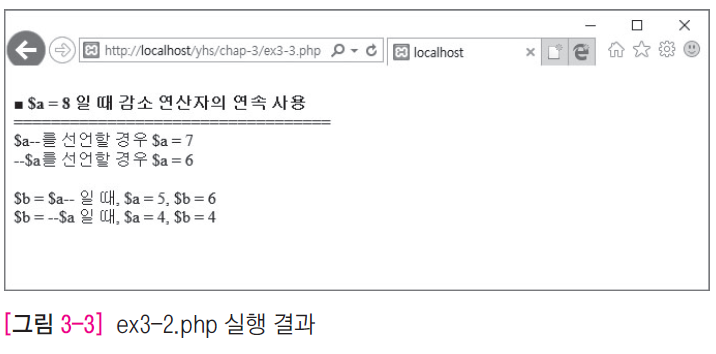 http://localhost/yhs/chap-3/ex3-3.php
localhost
■ $a = 8 일 때 감소 연산자의 연속 사용
==================================
$a--를 선언할 경우 $a = 7
--$a를 선언할 경우 $a = 6
$b = $a-- 일 때, $a = 5, $b = 6
$b = --$a 일 때, $a = 4, $b = 4
[그림 3-3] ex3-2.php 실행 결과